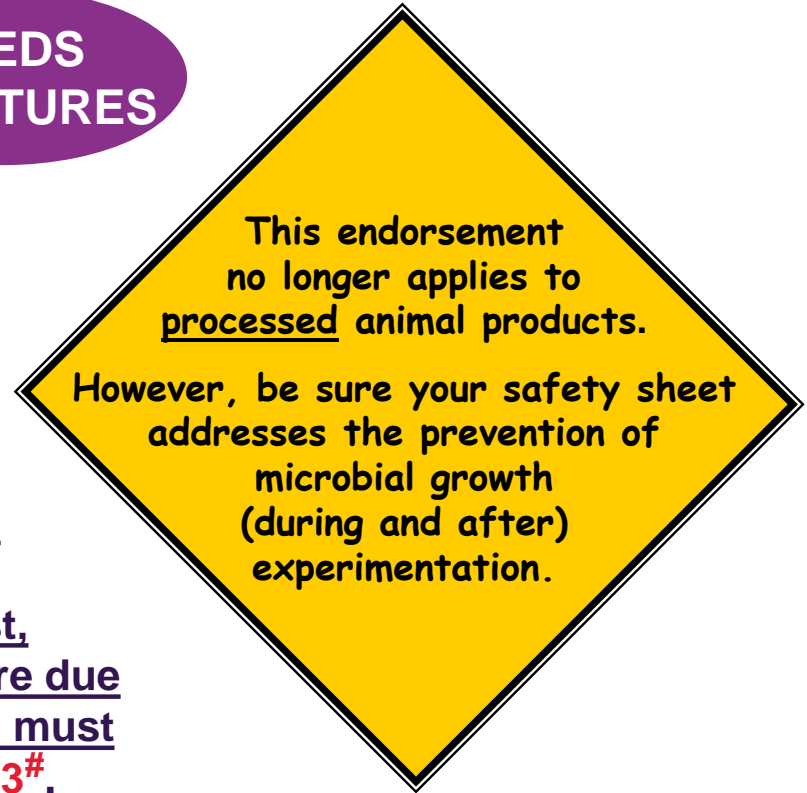 EDS
TURES
This endorsement
no longer applies to
processed animal products.
However, be sure your safety sheet
addresses the prevention of
microbial growth
(during and after)
experimentation.
t,
re due
must
3#.